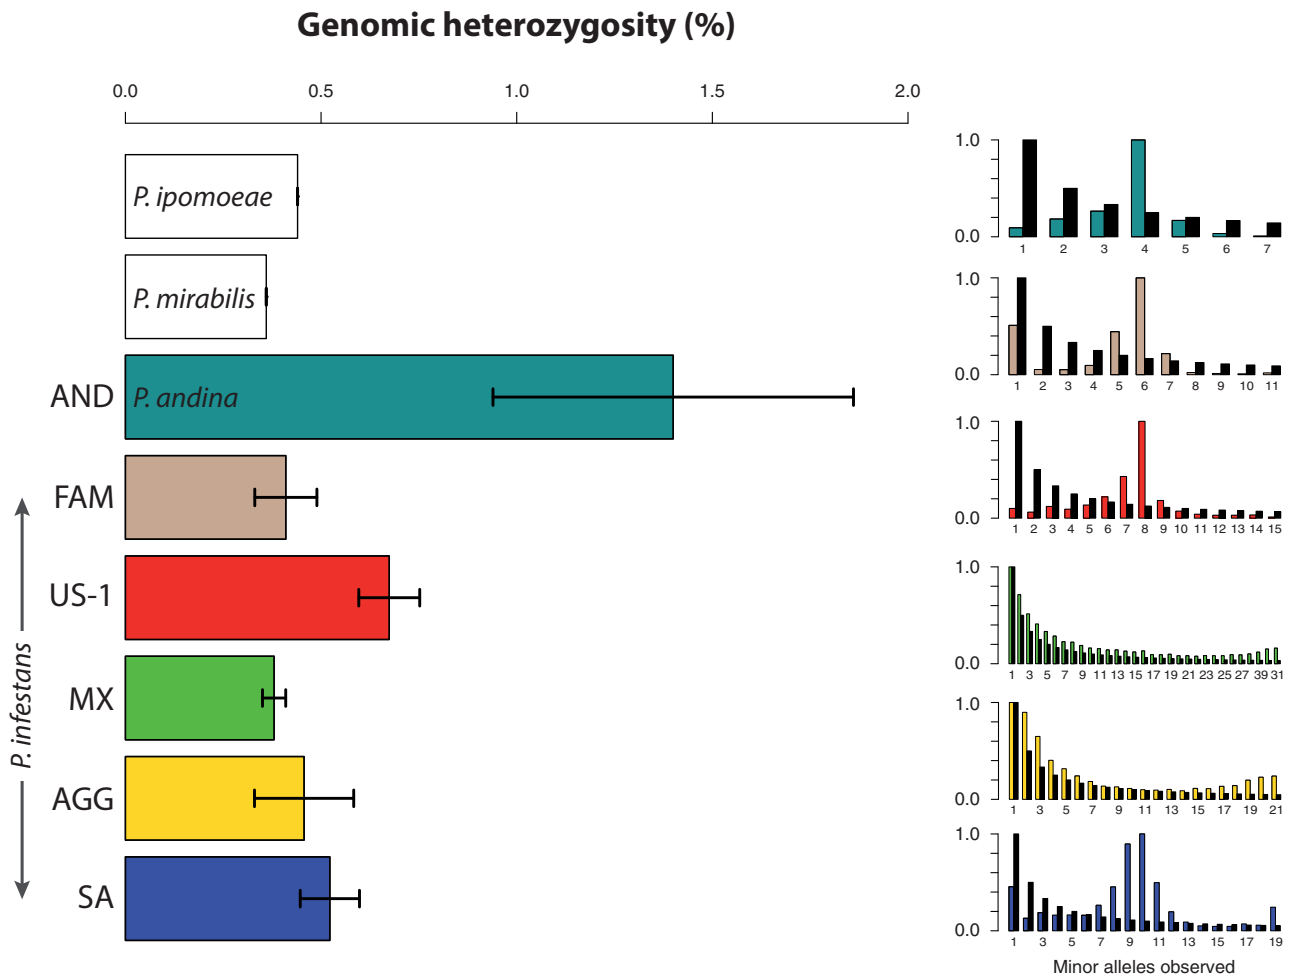 Genomic heterozygosity (%)
0.0 0.5 1.0 1.5 2.0
P. ipomoeae
P. mirabilis
AND P. andina
FAM
US-1
MX
AGG
SA
P. infestans
1.0
0.0
1 2 3 4 5 6 7
1.0
0.0
1 2 3 4 5 6 7 8 9 10 11
1.0
0.0
1 2 3 4 5 6 7 8 9 10 11 12 13 14 15
1.0
0.0
1 3 5 7 9 11 13 15 17 19 21 23 25 27 39 31
1.0
0.0
1 3 5 7 9 11 13 15 17 19 21
1.0
0.0
1 3 5 7 9 11 13 15 17 19
Minor alleles observed